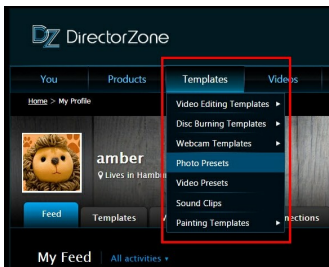 DZ DirectorZone
You Products Templates Videos
Home > My Profile
Video Editing Templates
Disc Burning Templates
Webcam Templates
Photo Presets
Video Presets
Sound Clips
Painting Templates
amber
Lives in Hambu
Feed Templates nections
My Feed All activities